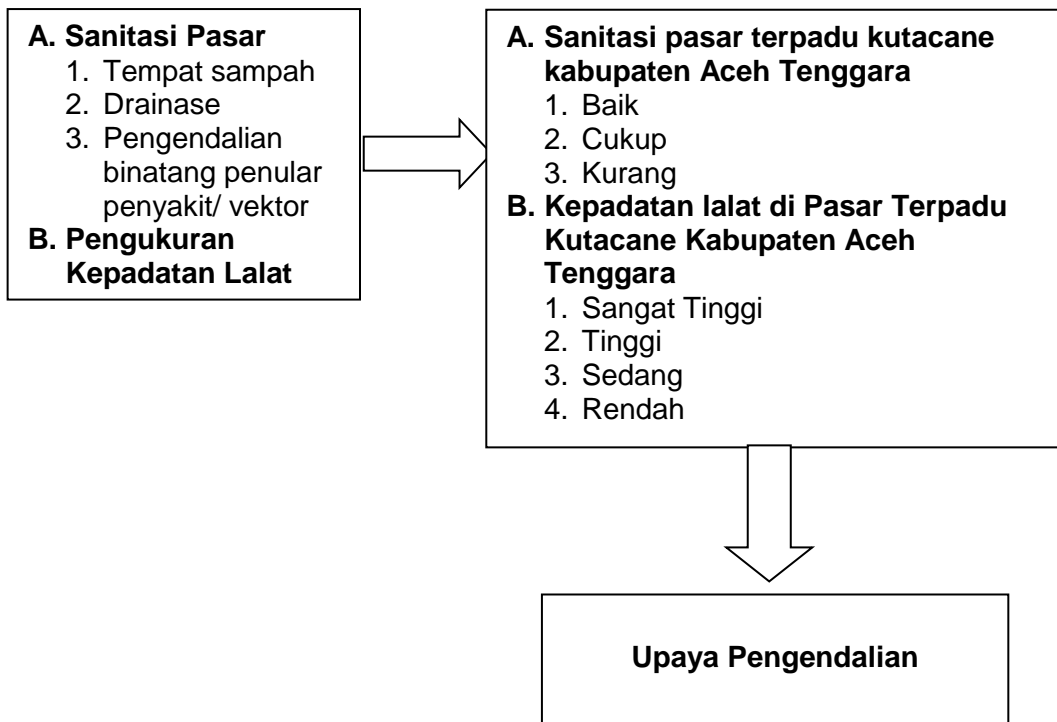 A. Sanitasi Pasar
1. Tempat sampah
2. Drainase
3. Pengendalian
binatang penular
penyakit/ vektor
B. Pengukuran
Kepadatan Lalat
A. Sanitasi pasar terpadu kutacane
kabupaten Aceh Tenggara
1. Baik
2. Cukup
3. Kurang
B. Kepadatan lalat di Pasar Terpadu
Kutacane Kabupaten Aceh
Tenggara
1. Sangat Tinggi
2. Tinggi
3. Sedang
4. Rendah
Upaya Pengendalian